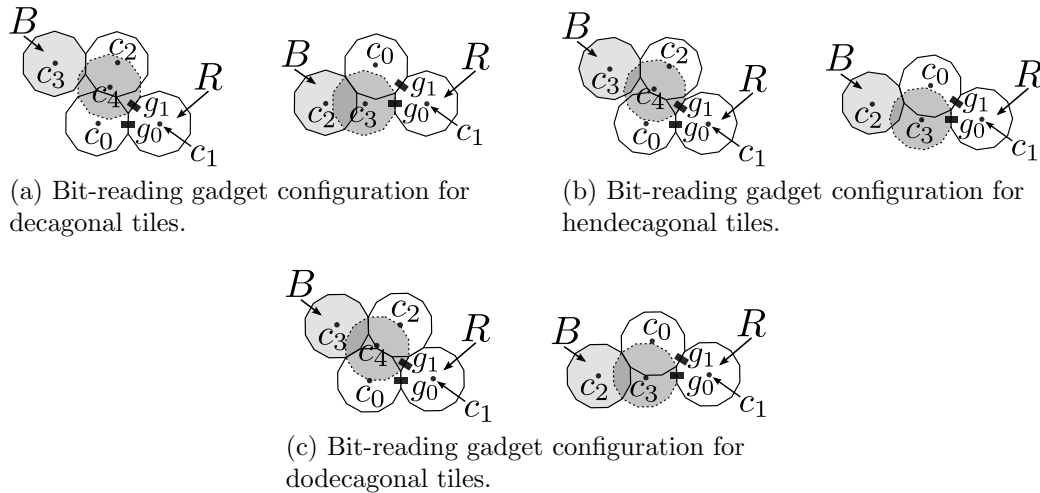 B
c2
c3
c4
R
g1
g0
c0
c1
B
c0
R
g1
g0
c2
c3
c1
B
c2
c3
c4
R
g1
g0
c0
c1
B
c0
R
g1
g0
c2
c3
c1
(a) Bit-reading gadget configuration for
decagonal tiles.
(b) Bit-reading gadget configuration for
hendecagonal tiles.
B
c2
c3
c4
R
g1
g0
c0
c1
B
c0
R
g1
g0
c2
c3
c1
(c) Bit-reading gadget configuration for
dodecagonal tiles.